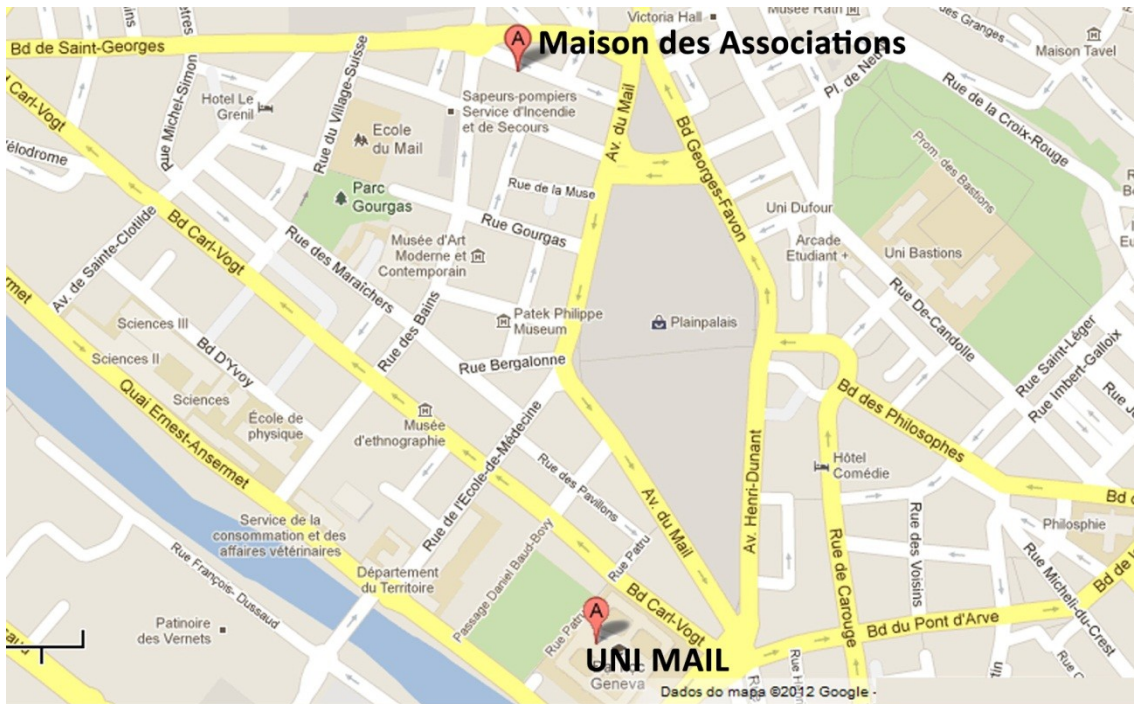 Victoria Hall
Musée Rath
des Granges
Bd de Saint-Georges
A
Maison des Associations
Maison Tavel
Pl. de Neuve
Rue de la Croix-Rouge
Bd Carl-Vogt
Hotel Le
Grenil
Rue Michel-Simon
Rue du Village-Suisse
Sapeurs-pompiers
Service d'Incendie
et de Secours
Av. du Mail
Bd Georges-Favon
Ecole
du Mail
Prom. des Bastions
Parc
Gourgas
Rue de la Muse
Rue Gourgas
Uni Dufour
Arcade
Etudiant +
Uni Bastions
Av. de Sainte-Clotilde
Bd Carl-Vogt
Rue des Maraîchers
Musée d'Art
Moderne et
Contemporain
Rue De-Candolle
Sciences III
Sciences II
Sciences
Bd D'Yvoy
Rue des Bains
Patek Philippe
Museum
Plainpalais
Rue Saint-Léger
Rue Imbert-Galloix
Rue Bergalonne
Quai Ernest-Ansermet
École de
physique
Musée
d'ethnographie
Bd des Philosophes
Hôtel
Comédie
Rue de l'Ecole-de-Médecine
Rue des Pavillons
Av. du Mail
Av. Henri-Dunant
Service de la
consommation et des
affaires vétérinaires
Rue des Voisins
Philosphie
Rue François- Dussaud
Département
du Territoire
Passage Daniel Baud-Bovy
Rue Patru
Rue de Carouge
Rue Micheli-du-Crest
Patinoire
des Vernets
Rue Patru
A
Bd Carl-Vogt
Bd du Pont d'Arve
UNI MAIL
Geneva
Dados do mapa ©2012 Google -